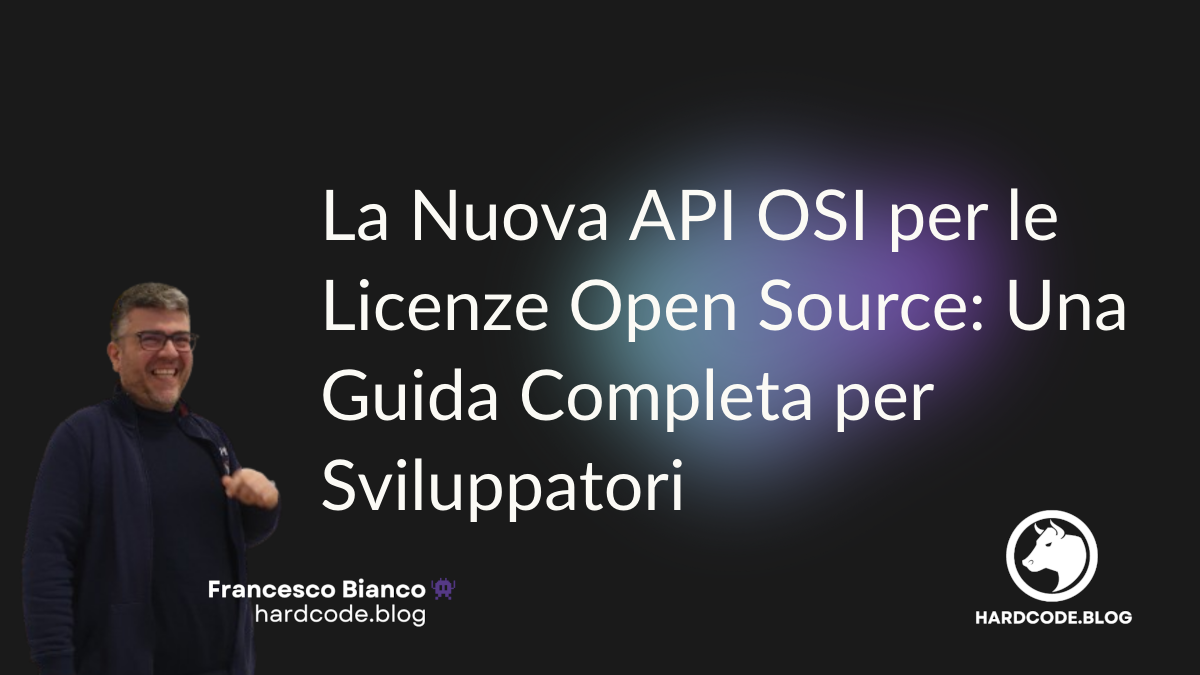 La Nuova API OSI per le
Licenze Open Source: Una
Guida Completa per
Sviluppatori
Francesco Bianco
hardcode.blog
HARDCODE.BLOG